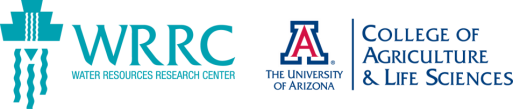 WRRC
WATER RESOURCES RESEARCH CENTER
A
THE UNIVERSITY
OF ARIZONA
COLLEGE OF
AGRICULTURE
& LIFE SCIENCES